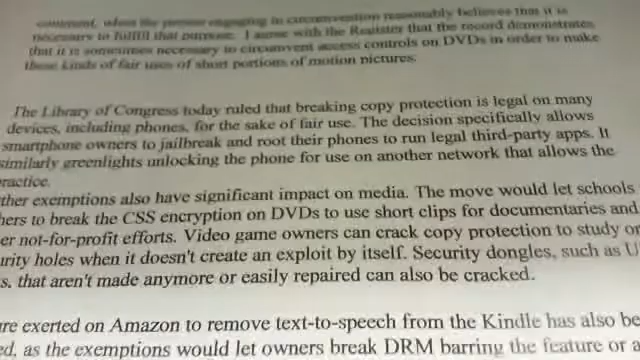 comment, when the person engaging in circumvention reasonably believes that it is
necessary to fulfill that purpose. I agree with the Register that the record demonstrates
that it is sometimes necessary to circumvent access controls on DVDs in order to make
these kinds of fair uses of short portions of motion pictures.
The Library of Congress today ruled that breaking copy protection is legal on many
devices, including phones, for the sake of fair use. The decision specifically allows
smartphone owners to jailbreak and root their phones to run legal third-party apps. It
similarly greenlights unlocking the phone for use on another network that allows the
ractice.
ther exemptions also have significant impact on media. The move would let schools
hers to break the CSS encryption on DVDs to use short clips for documentaries and
er not-for-profit efforts. Video game owners can crack copy protection to study or
urity holes when it doesn't create an exploit by itself. Security dongles, such as U
s, that aren't made anymore or easily repaired can also be cracked.
ure exerted on Amazon to remove text-to-speech from the Kindle has also be
ed, as the exemptions would let owners break DRM barring the feature or a